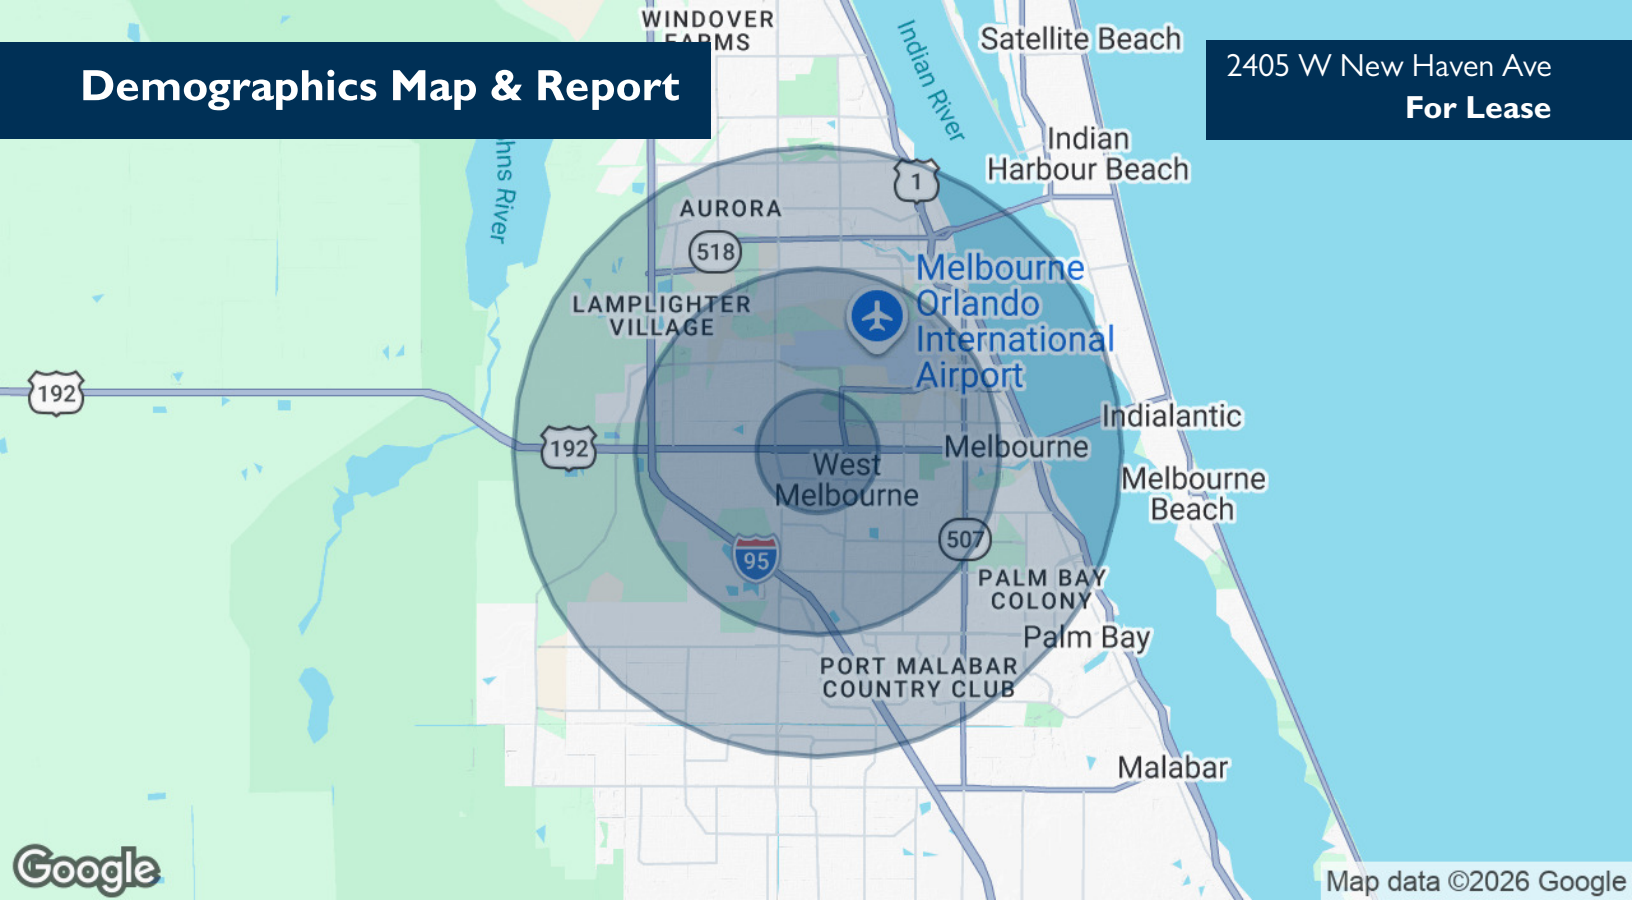 WINDOVER
FARMS
Demographics Map & Report
2405 W New Haven Ave
For Lease
Satellite Beach
Indian River
Indian
Harbour Beach
hns River
1
AURORA
518
Melbourne
Orlando
International
Airport
LAMPLIGHTER
VILLAGE
192
192
Indialantic
Melbourne
West
Melbourne
Melbourne
Beach
507
95
PALM BAY
COLONY
Palm Bay
PORT MALABAR
COUNTRY CLUB
Malabar
Google
Map data ©2026 Google